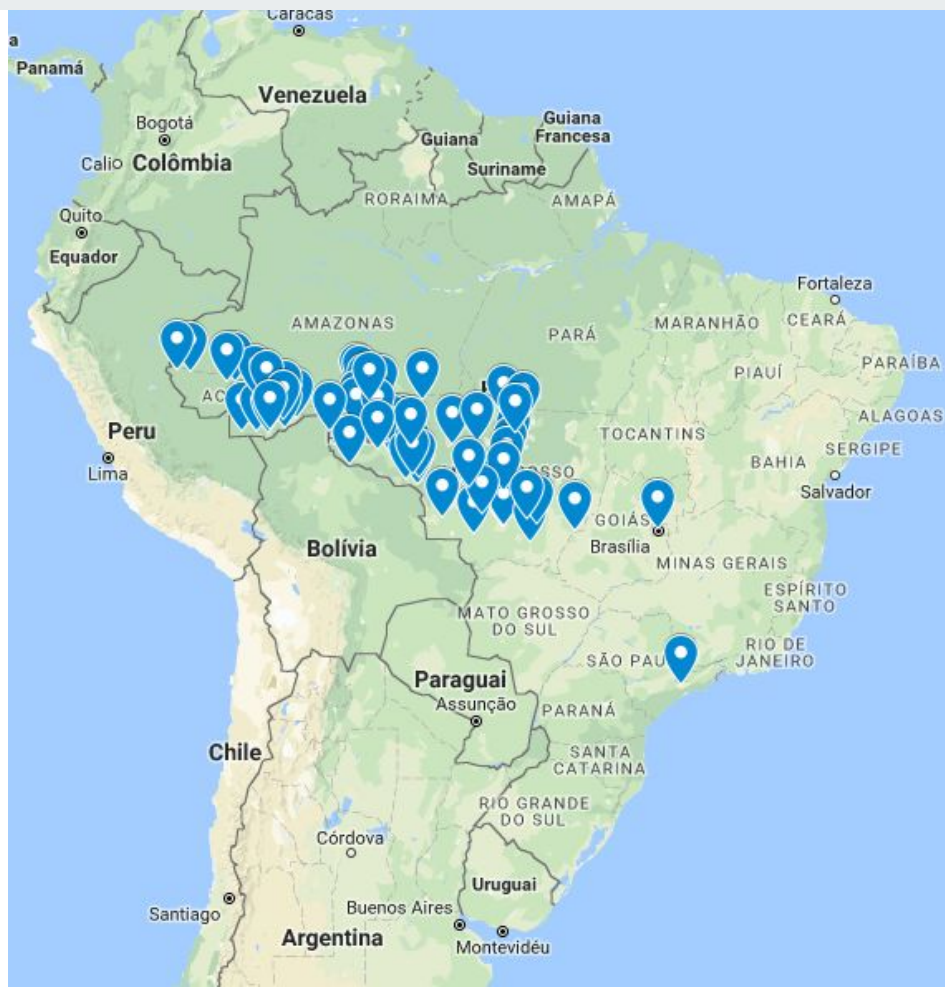 Caracas
a
Panamá
Venezuela
Bogotá
Guiana
Guiana
Francesa
Cali
Colômbia
Suriname
RORAIMA
AMAPÁ
Quito
Equador
Fortaleza
AMAZONAS
PARÁ
MARANHÃO
CEARÁ
PARAÍBA
PIAUÍ
AC
ALAGOAS
Peru
TOCANTINS
SERGIPE
Lima
BAHIA
OSSO
Salvador
GOIÁS
Bolívia
Brasília
MINAS GERAIS
ESPÍRITO
SANTO
MATO GROSSO
DO SUL
RIO DE
JANEIRO
SÃO PAU
Paraguai
Assunção
PARANÁ
Chile
SANTA
CATARINA
RIO GRANDE
DO SUL
Córdova
Uruguai
Santiago
Buenos Aires
Argentina
Montevidéu